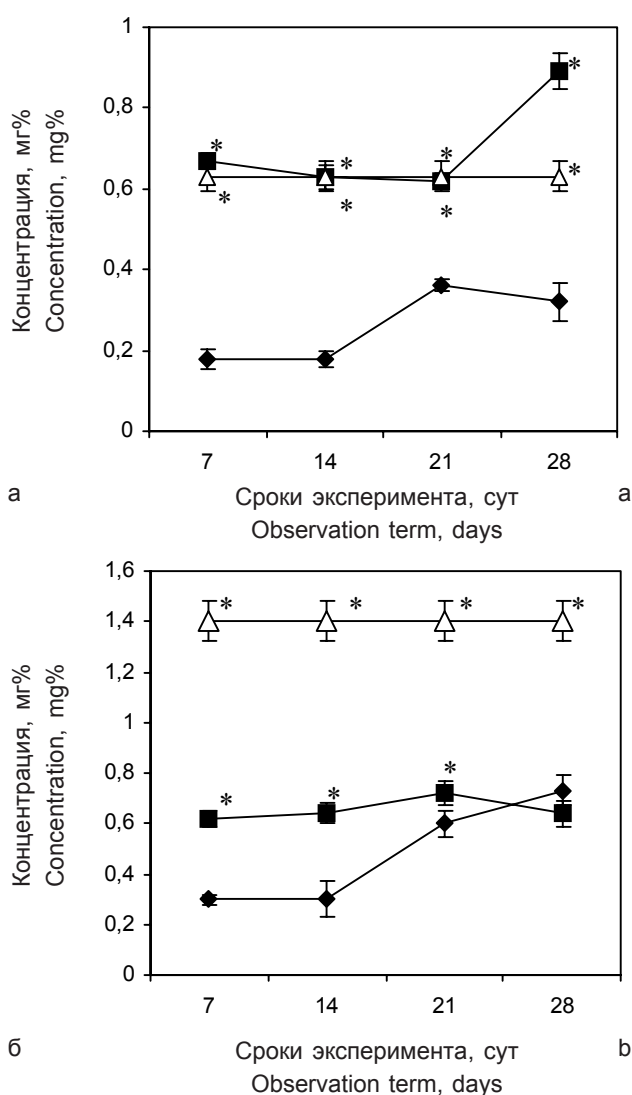 1
0,8
0,6
0,4
0,2
0
Концентрация, мг%
Concentration, mg%
*
*
*
*
*
*
*
*
7 14 21 28
а Сроки эксперимента, сут a
Observation term, days
1,6
1,4
1,2
1
0,8
0,6
0,4
0,2
0
Концентрация, мг%
Concentration, mg%
* * * *
* * *
7 14 21 28
б Сроки эксперимента, сут b
Observation term, days